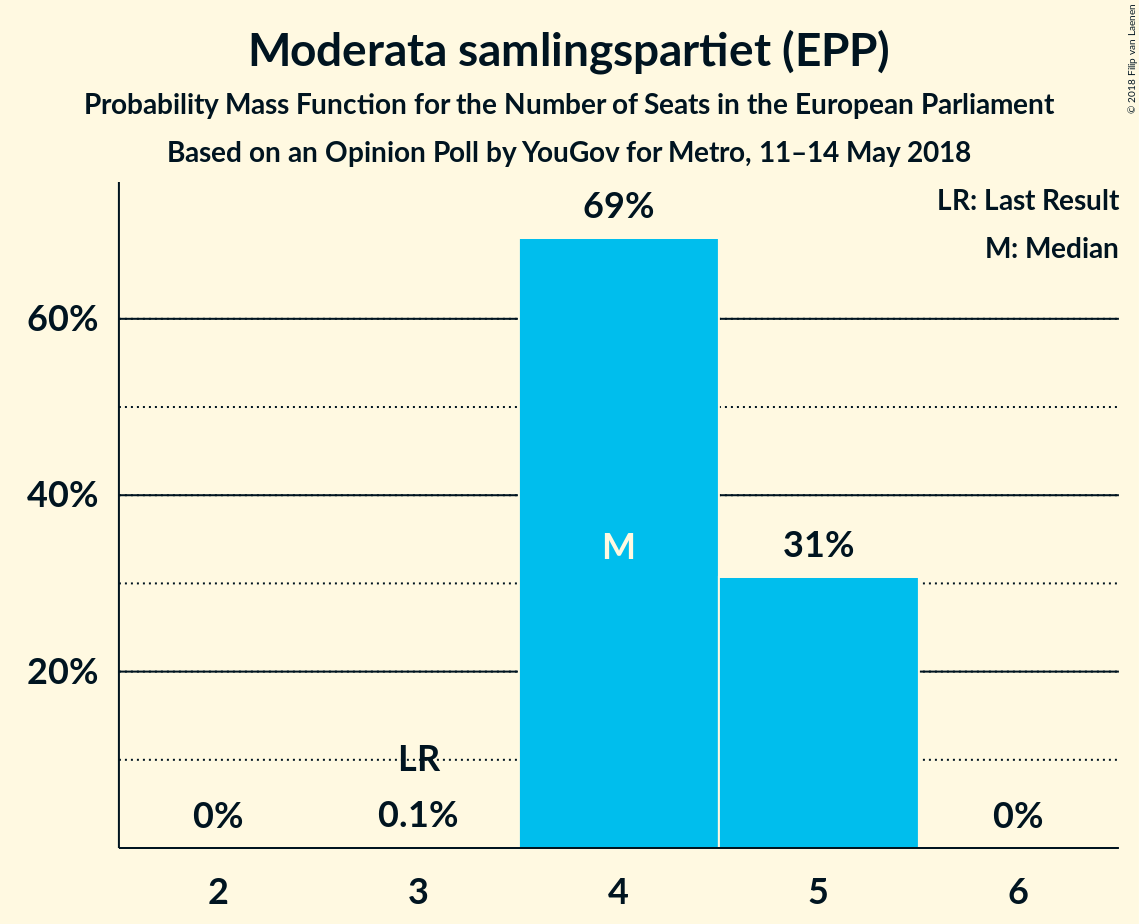 Moderata samlingspartiet (EPP)
Probability Mass Function for the Number of Seats in the European Parliament
Based on an Opinion Poll by YouGov for Metro, 11–14 May 2018
© 2018 Filip van Laenen
LR: Last Result
M: Median
69%
60%
40%
M
31%
20%
LR
0%
0.1%
0%
2
3
4
5
6